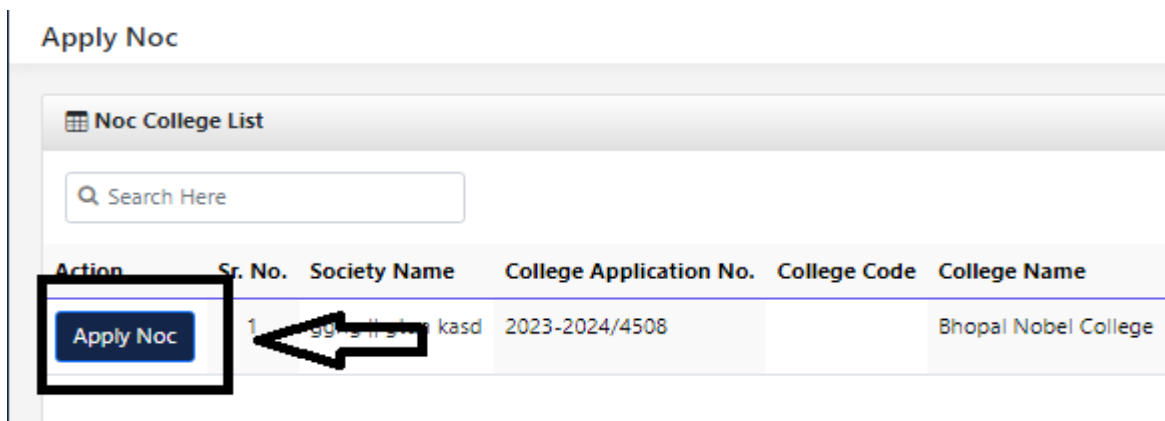 Apply Noc
Noc College List
Search Here
Action Sr. No. Society Name College Application No. College Code College Name
Apply Noc 1 kasd 2023-2024/4508 Bhopal Nobel College